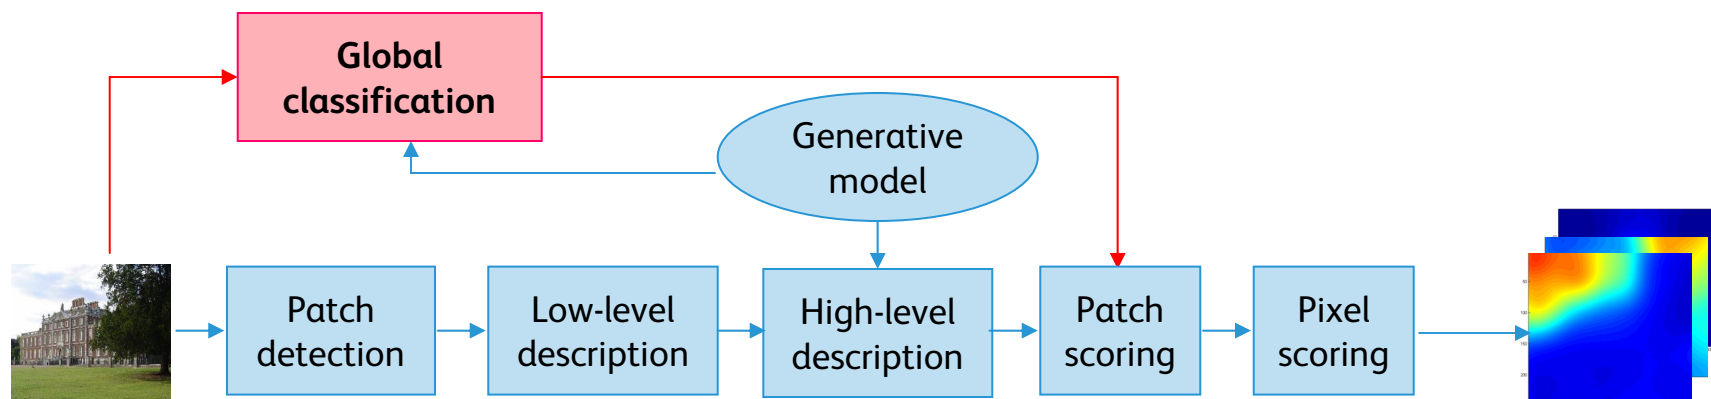 Global
classification
Generative
model
Patch
detection
Low-level
description
High-level
description
Patch
scoring
Pixel
scoring